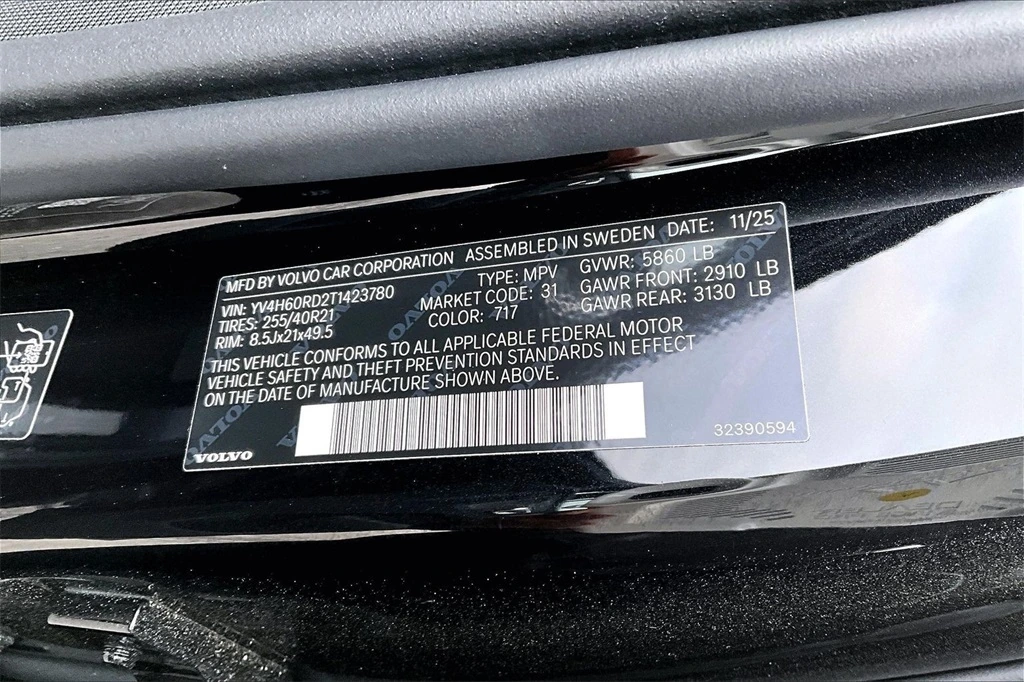 MFD BY VOLVO CAR CORPORATION ASSEMBLED IN SWEDEN DATE: 11/25
VIN: YV4H60RD2T1423780 TYPE: MPV GVWR: 5860 LB
TIRES: 255/40R21 MARKET CODE: 31 GAWR FRONT: 2910 LB
RIM: 8.5Jx21x49.5 COLOR: 717 GAWR REAR: 3130 LB
THIS VEHICLE CONFORMS TO ALL APPLICABLE FEDERAL MOTOR
VEHICLE SAFETY AND THEFT PREVENTION STANDARDS IN EFFECT
ON THE DATE OF MANUFACTURE SHOWN ABOVE.
VOLVO 32390594